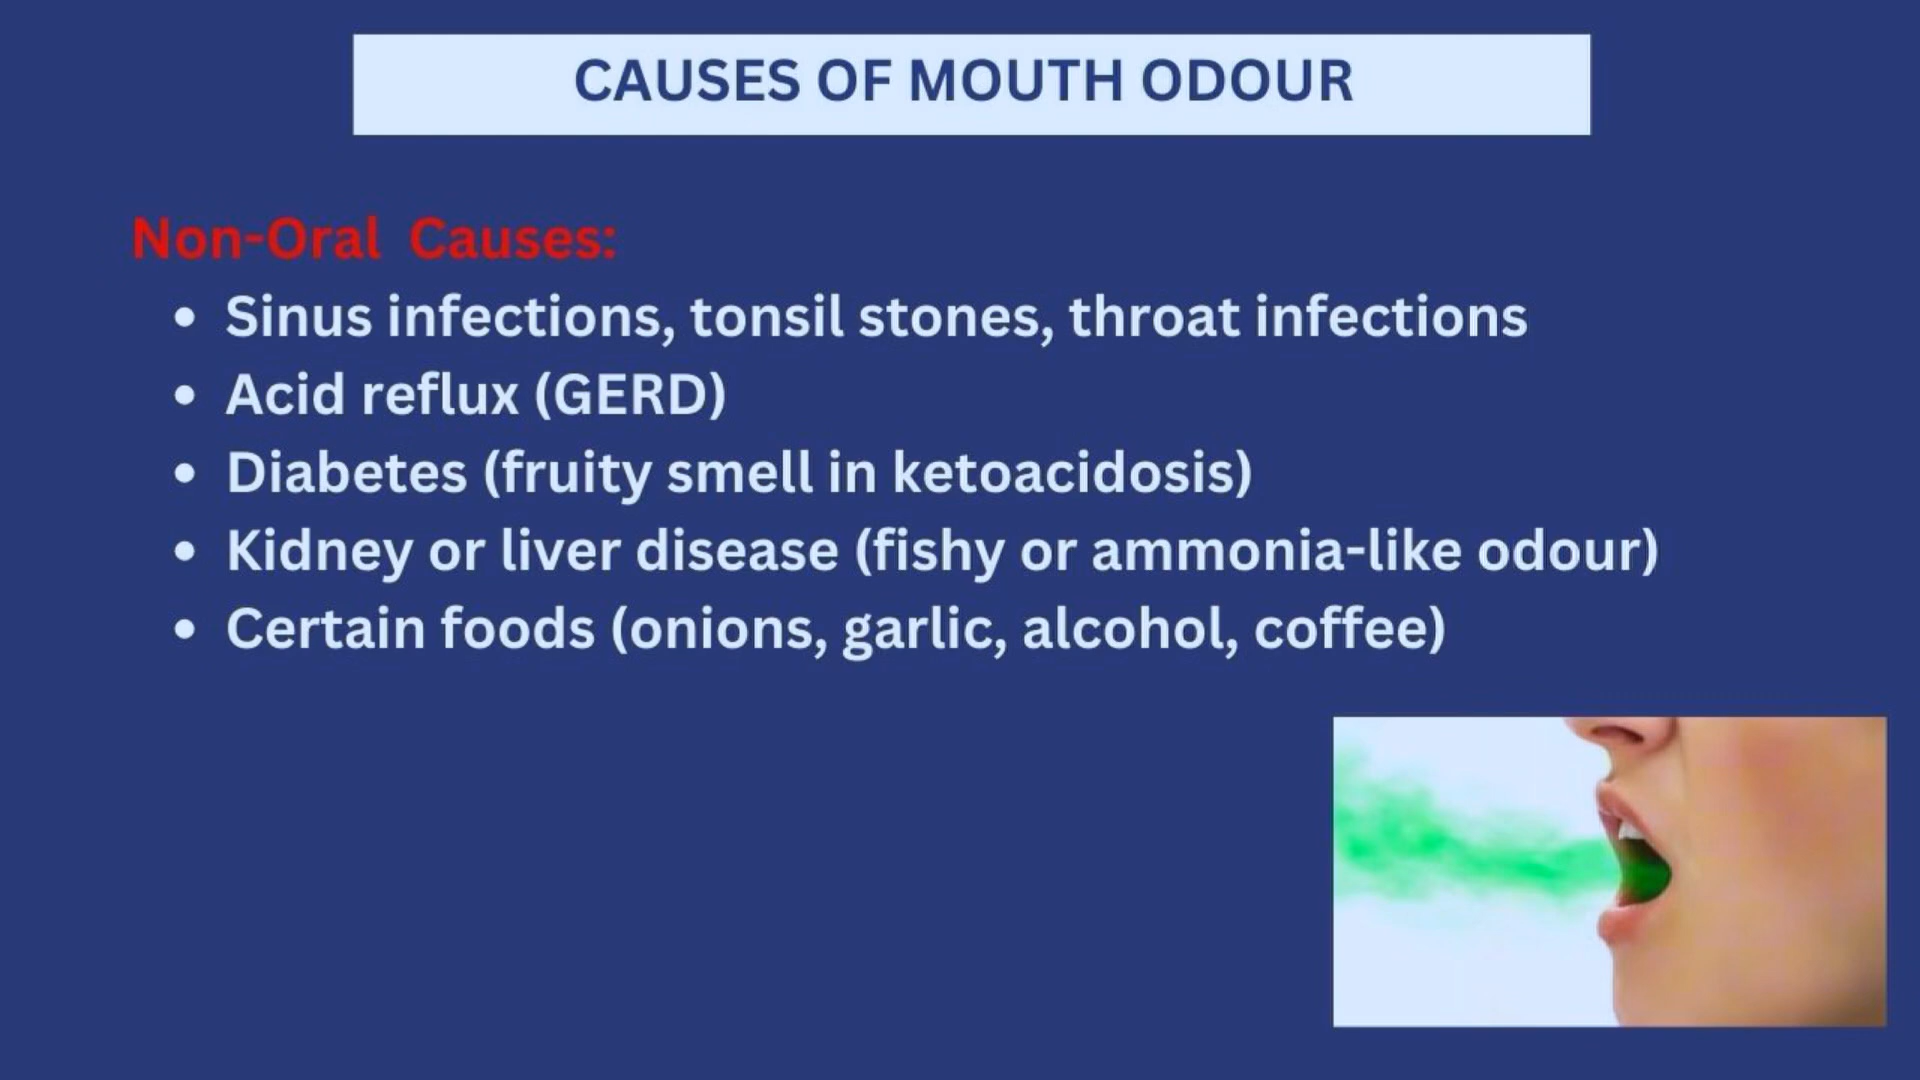 CAUSES OF MOUTH ODOUR
Non-Oral Causes:
• Sinus infections, tonsil stones, throat infections
• Acid reflux (GERD)
• Diabetes (fruity smell in ketoacidosis)
• Kidney or liver disease (fishy or ammonia-like odour)
• Certain foods (onions, garlic, alcohol, coffee)